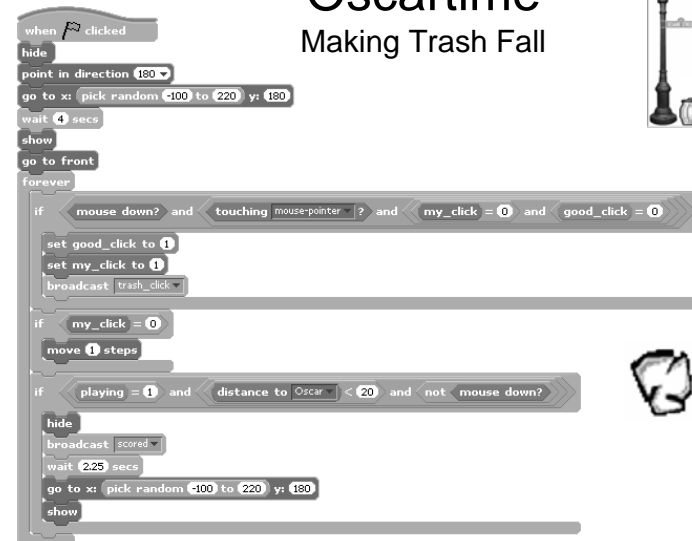 Oscartime
Making Trash Fall
when clicked
hide
point in direction 180
go to x: pick random -100 to 220 y: 180
wait 4 secs
show
go to front
forever
if mouse down? and touching mouse-pointer ? and my_click = 0 and good_click = 0
set good_click to 1
set my_click to 1
broadcast trash_click
if my_click = 0
move 1 steps
if playing = 1 and distance to Oscar < 20 and not mouse down?
hide
broadcast scored
wait 2.25 secs
go to x: pick random -100 to 220 y: 180
show